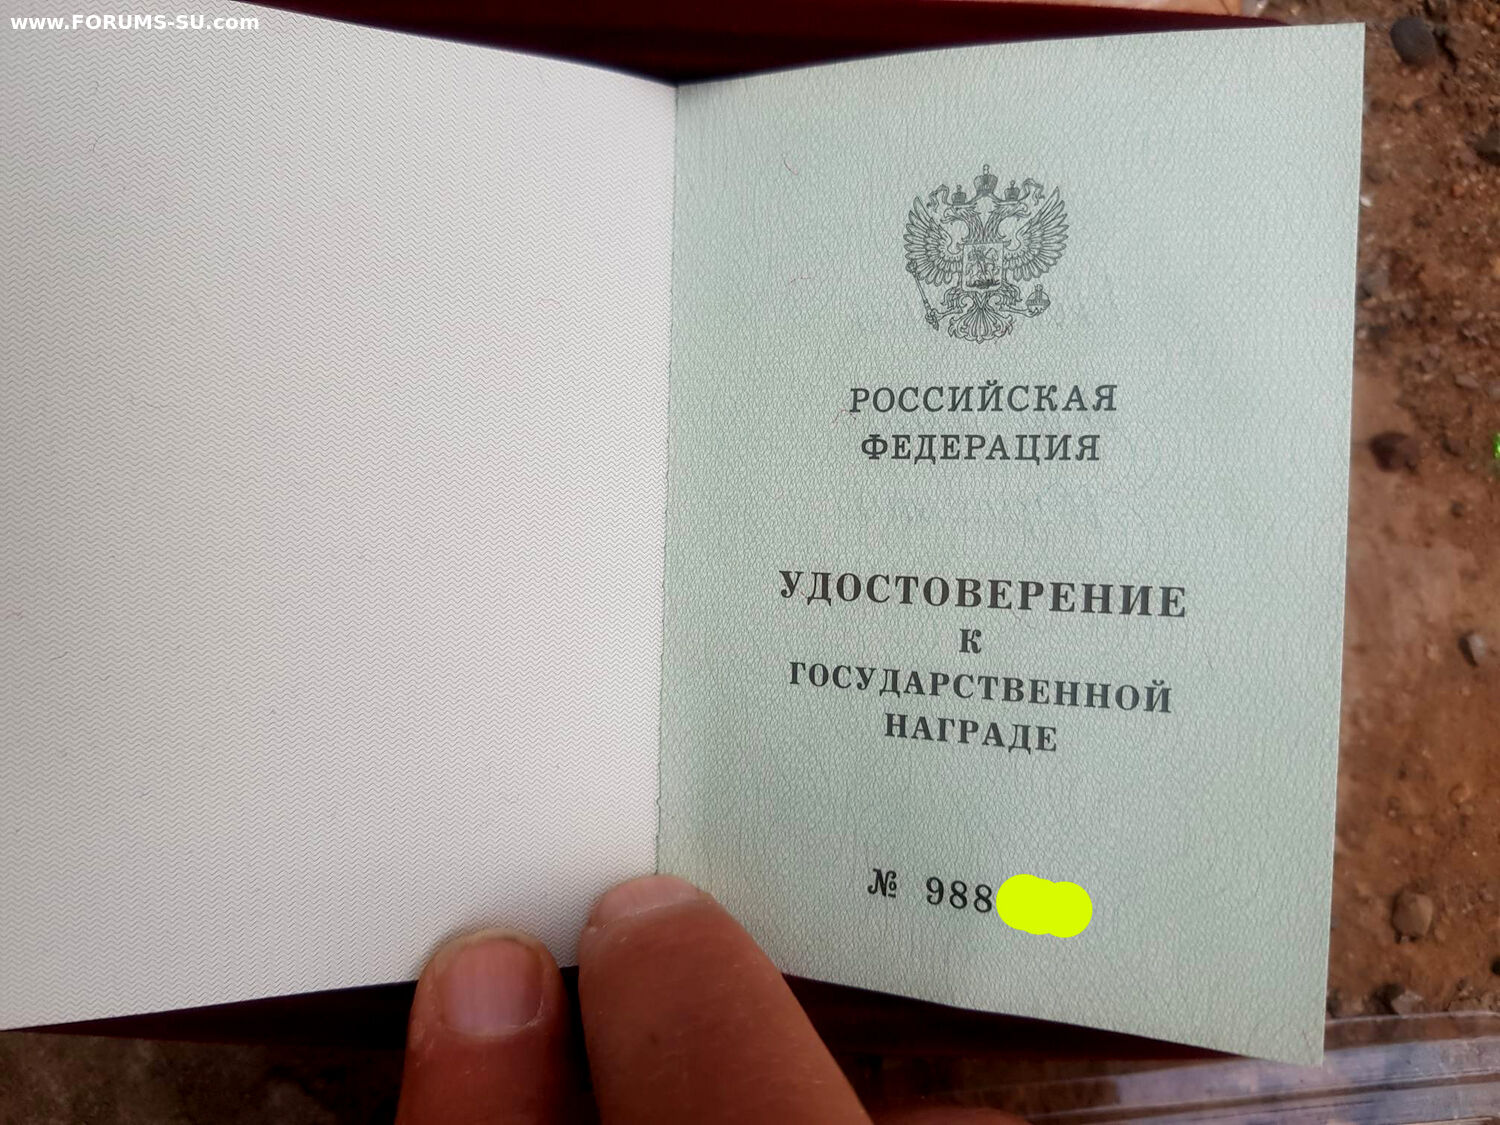 www.FORUMS-SU.com
РОССИЙСКАЯ
ФЕДЕРАЦИЯ
УДОСТОВЕРЕНИЕ
К
ГОСУДАРСТВЕННОЙ
НАГРАДЕ
№ 988